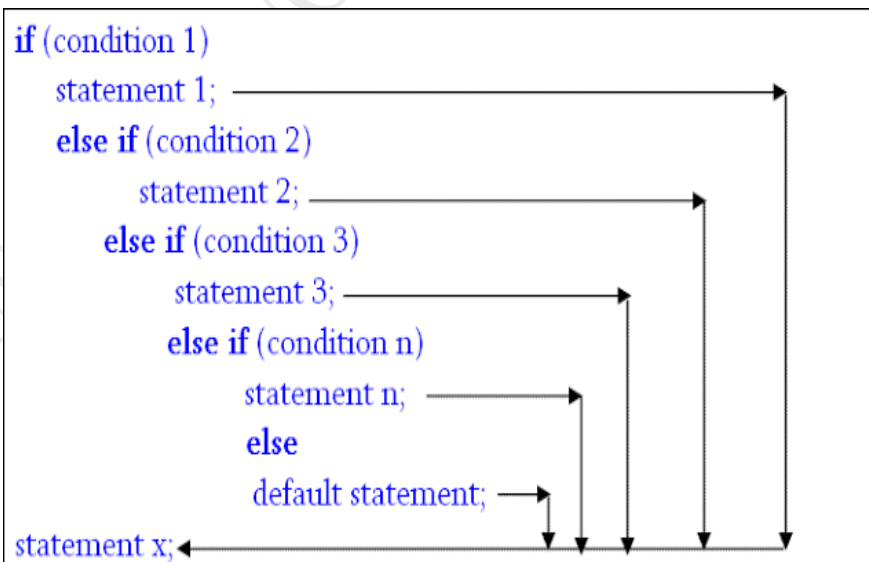 if (condition 1)
statement 1;
else if (condition 2)
statement 2;
else if (condition 3)
statement 3;
else if (condition n)
statement n;
else
default statement;
statement x;